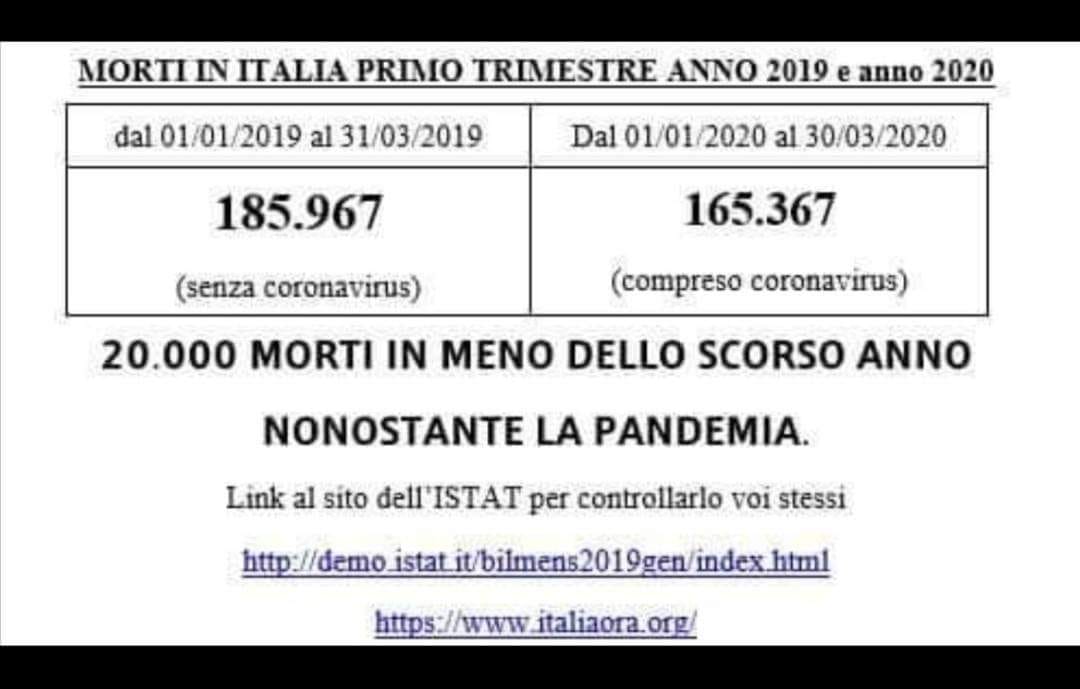 MORTI IN ITALIA PRIMO TRIMESTRE ANNO 2019 e anno 2020
dal 01/01/2019 al 31/03/2019
Dal 01/01/2020 al 30/03/2020
185.967
165.367
(senza coronavirus)
(compreso coronavirus)
20.000 MORTI IN MENO DELLO SCORSO ANNO
NONOSTANTE LA PANDEMIA.
Link al sito dell'ISTAT per controllarlo voi stessi
http://demo.istat.it/bilmens2019gen/index.html
https://www.italiaora.org/